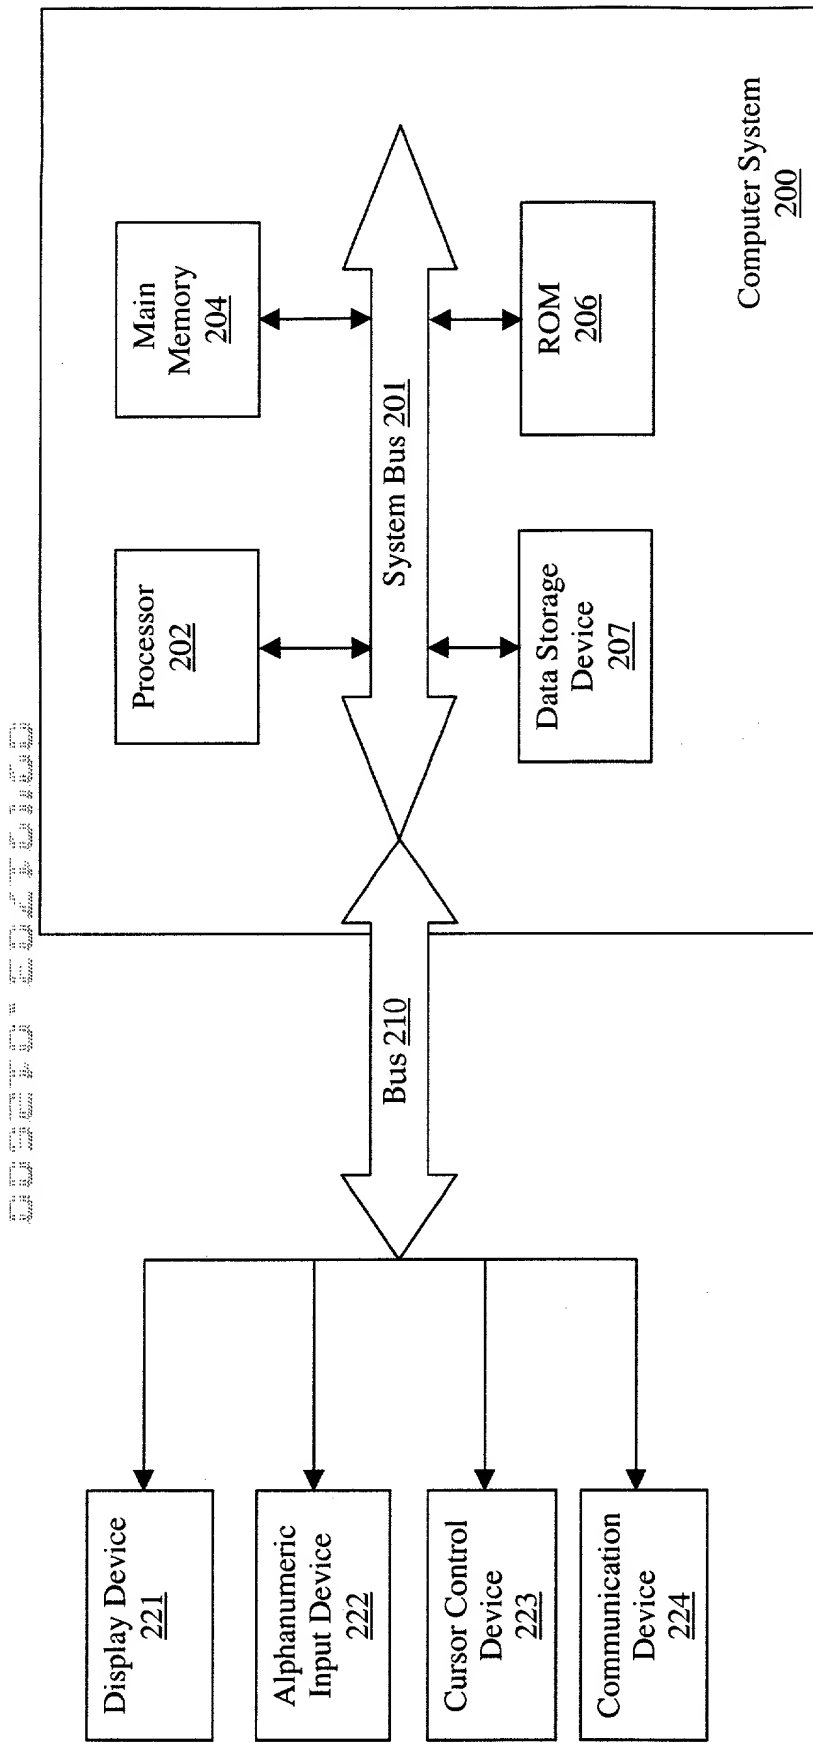 Display Device
221
Alphanumeric
Input Device
222
Cursor Control
Device
223
Communication
Device
224
Bus 210
Processor
202
Main
Memory
204
System Bus 201
Data Storage
Device
207
ROM
206
Computer System
200